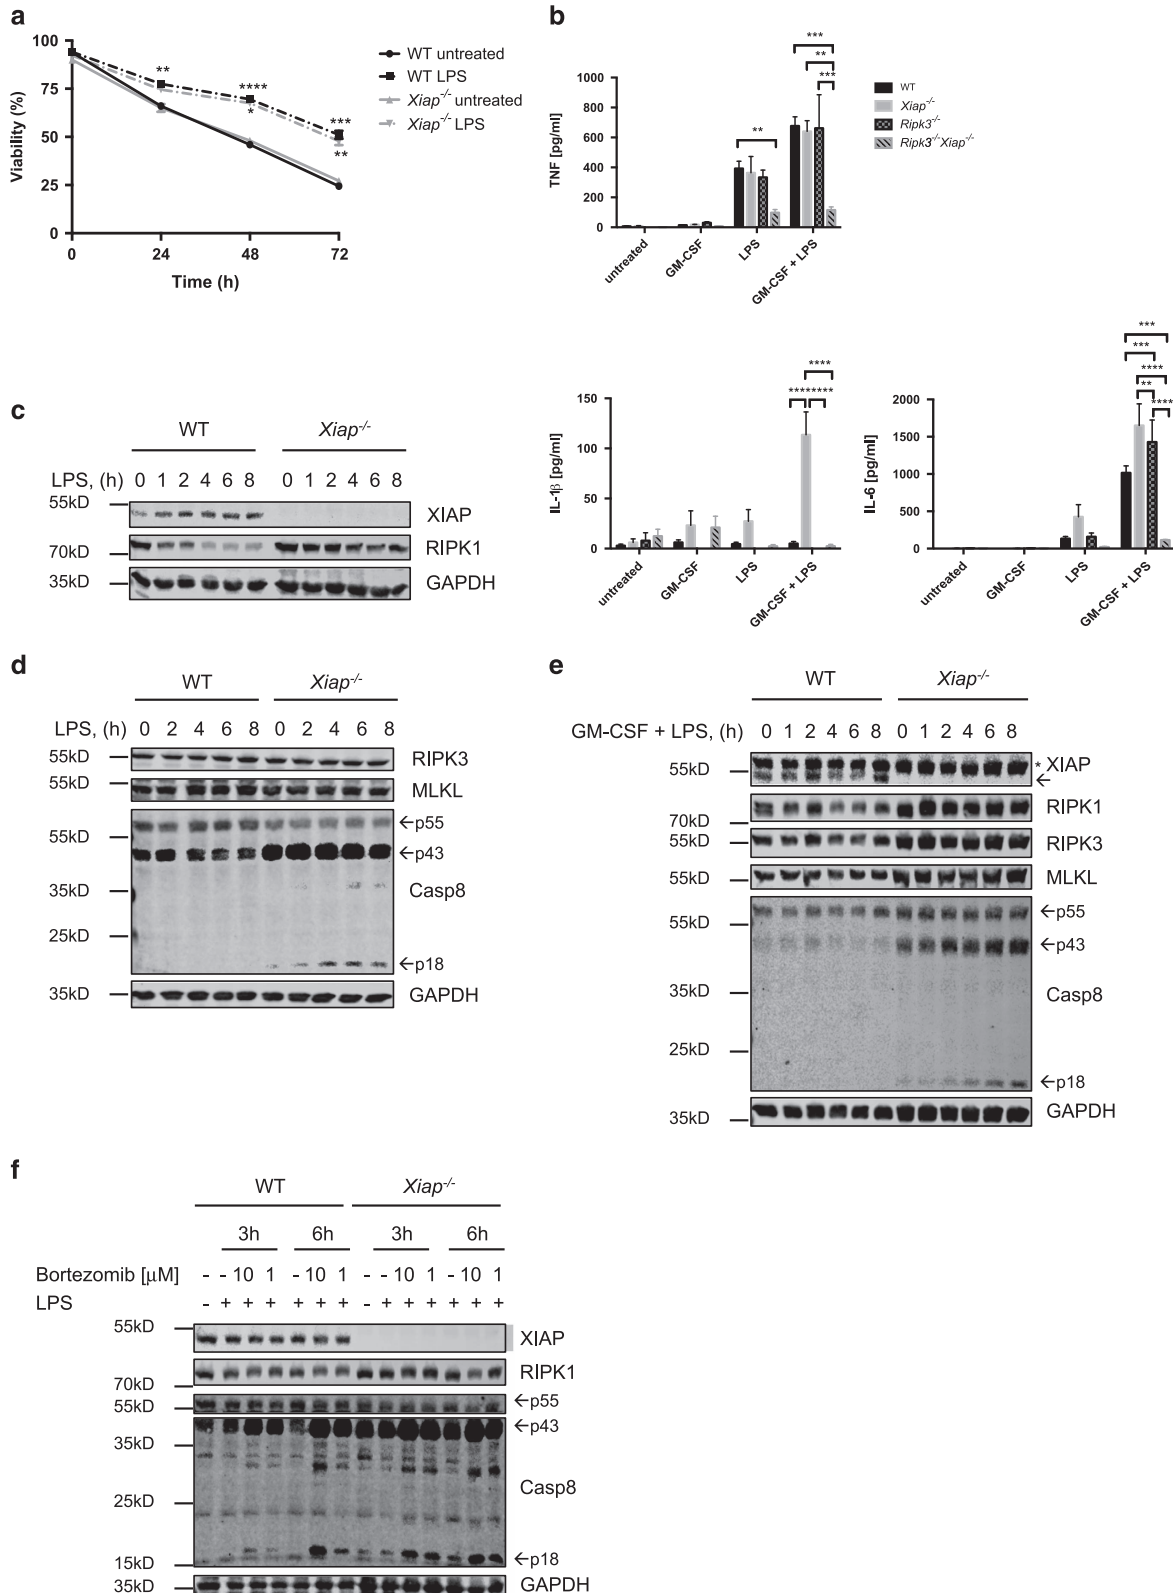 a
Viability (%)
100
75
50
25
0
0 24 48 72
Time (h)
** **** * *** **
WT untreated
WT LPS
Xiap-/- untreated
Xiap-/- LPS
b
TNF [pg/ml]
1000
800
600
400
200
0
untreated GM-CSF LPS GM-CSF + LPS
**
***
**
***
WT
Xiap-/-
Ripk3-/-
Ripk3-/-Xiap-/-
IL-1β [pg/ml]
150
100
50
0
untreated GM-CSF LPS GM-CSF + LPS
****
********
IL-6 [pg/ml]
2000
1500
1000
500
0
untreated GM-CSF LPS GM-CSF + LPS
***
***
****
**
****
c
WT Xiap-/-
LPS, (h) 0 1 2 4 6 8 0 1 2 4 6 8
55kD XIAP
70kD RIPK1
35kD GAPDH
d
WT Xiap-/-
LPS, (h) 0 2 4 6 8 0 2 4 6 8
55kD RIPK3
55kD MLKL
←p55
55kD
←p43
35kD Casp8
25kD
←p18
35kD GAPDH
e
WT Xiap-/-
GM-CSF + LPS, (h) 0 1 2 4 6 8 0 1 2 4 6 8
55kD * XIAP
←
RIPK1
70kD
55kD RIPK3
55kD MLKL
←p55
55kD
←p43
35kD Casp8
25kD
←p18
35kD GAPDH
f
WT Xiap-/-
3h 6h 3h 6h
Bortezomib [μM] - - 10 1 - 10 1 - - 10 1 - 10 1
LPS - + + + + + + - + + + + + +
55kD XIAP
RIPK1
70kD
55kD ←p55
←p43
35kD
Casp8
25kD
15kD ←p18
35kD GAPDH